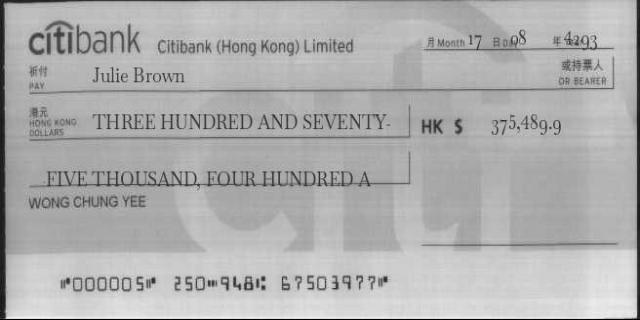 citibank Citibank (Hong Kong) Limited 月 Month 17 日 Day 08 年 4293
祈付 或持票人
PAY Julie Brown OR BEARER
港元
HONG KONG DOLLARS THREE HUNDRED AND SEVENTY- HK $ 375,489.9
FIVE THOUSAND, FOUR HUNDRED A
WONG CHUNG YEE
⑈000005⑈ 250⑉948⑆ 67503977⑈